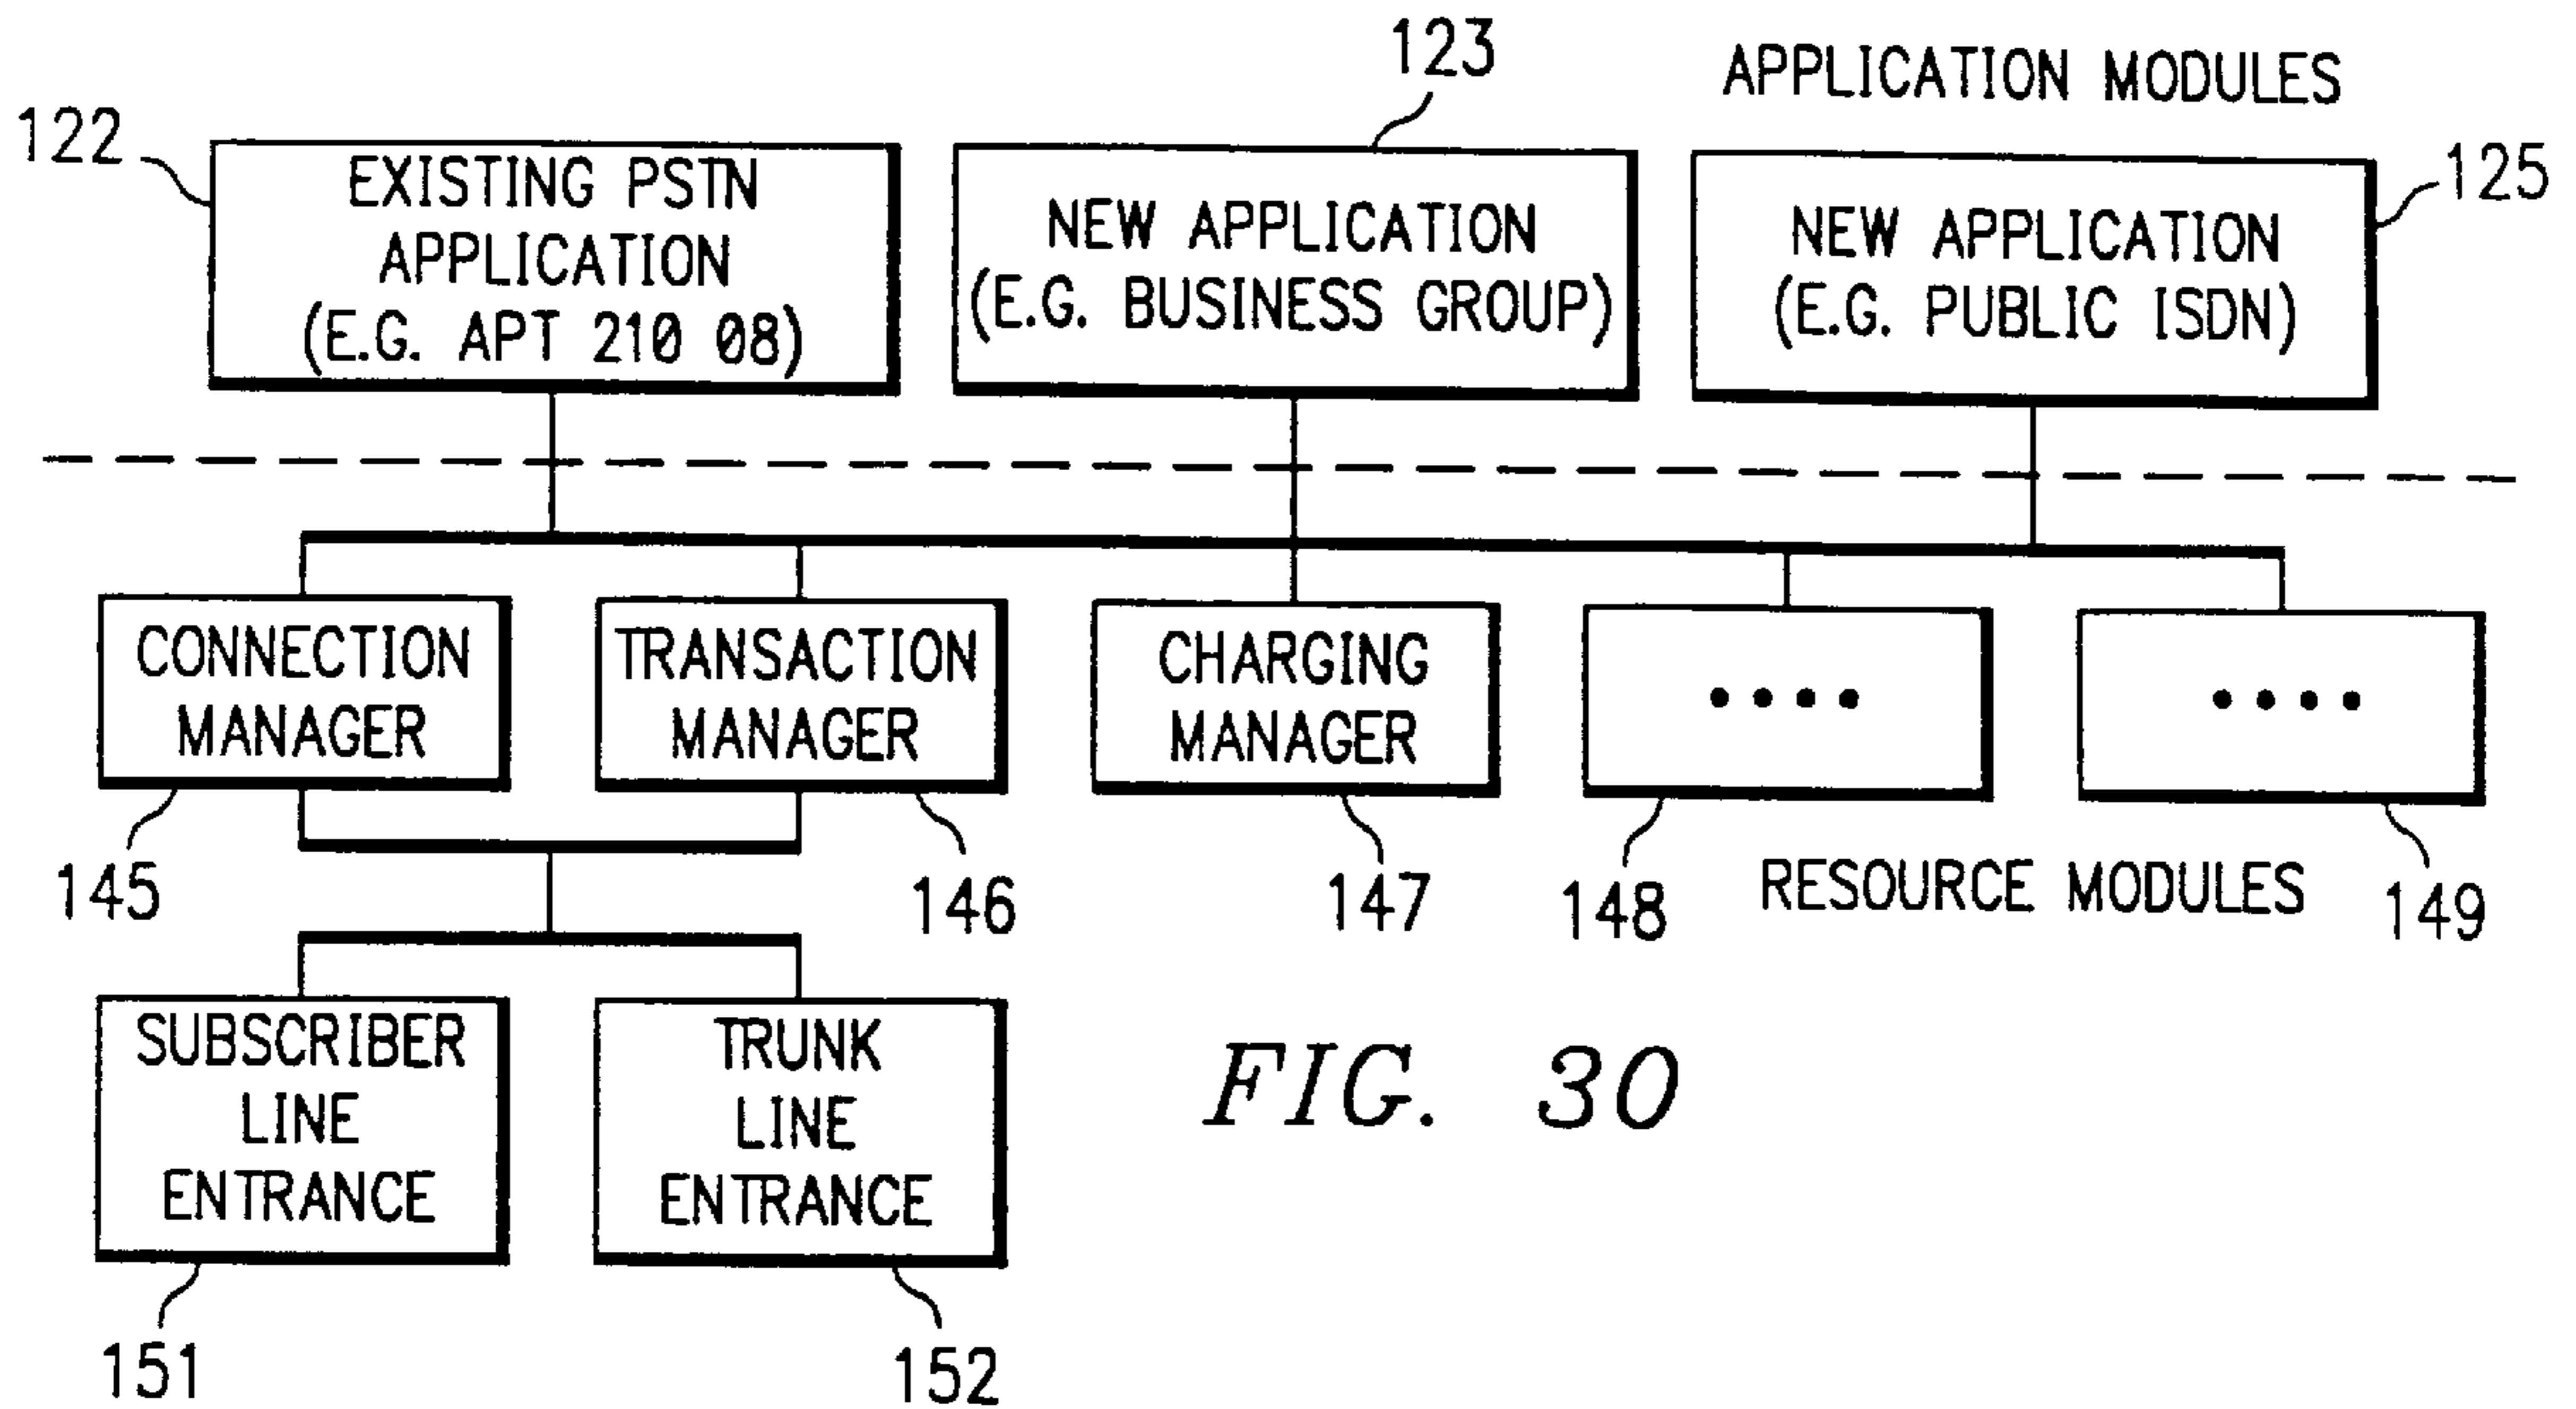 123
APPLICATION MODULES
122
125
EXISTING PSTN
APPLICATION
(E.G. APT 210 08)
NEW APPLICATION
(E.G. BUSINESS GROUP)
NEW APPLICATION
(E.G. PUBLIC ISDN)
CONNECTION
MANAGER
TRANSACTION
MANAGER
CHARGING
MANAGER
• • • •
• • • •
145
146
147
148
RESOURCE MODULES
149
SUBSCRIBER
LINE
ENTRANCE
TRUNK
LINE
ENTRANCE
FIG. 30
151
152